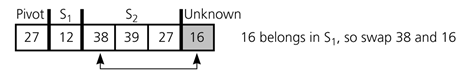 Pivot S₁ S₂ Unknown
27 12 38 39 27 16 16 belongs in S₁, so swap 38 and 16